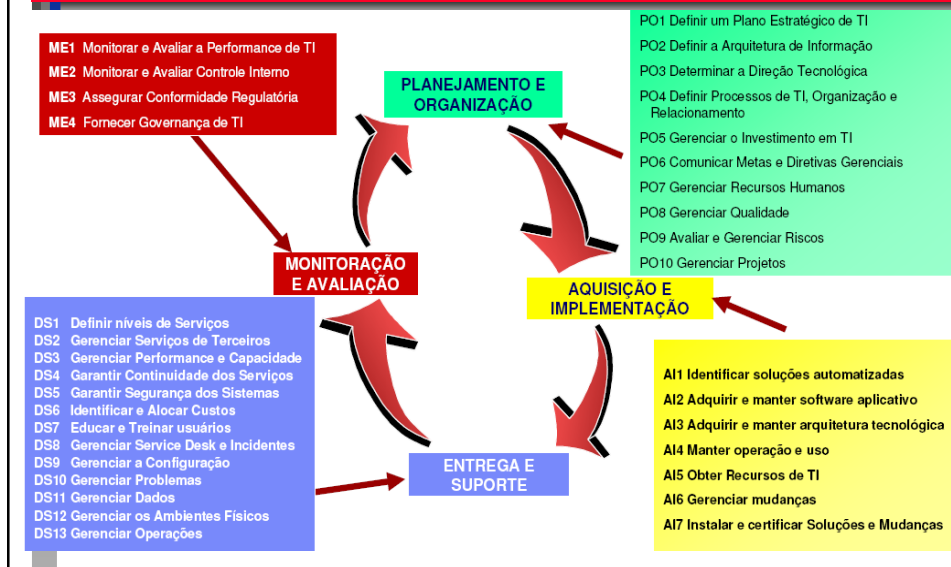 ME1 Monitorar e Avaliar a Performance de TI
ME2 Monitorar e Avaliar Controle Interno
ME3 Assegurar Conformidade Regulatória
ME4 Fornecer Governança de TI
PLANEJAMENTO E
ORGANIZAÇÃO
PO1 Definir um Plano Estratégico de TI
PO2 Definir a Arquitetura de Informação
PO3 Determinar a Direção Tecnológica
PO4 Definir Processos de TI, Organização e
Relacionamento
PO5 Gerenciar o Investimento em TI
PO6 Comunicar Metas e Diretivas Gerenciais
PO7 Gerenciar Recursos Humanos
PO8 Gerenciar Qualidade
PO9 Avaliar e Gerenciar Riscos
PO10 Gerenciar Projetos
MONITORAÇÃO
E AVALIAÇÃO
AQUISIÇÃO E
IMPLEMENTAÇÃO
DS1 Definir níveis de Serviços
DS2 Gerenciar Serviços de Terceiros
DS3 Gerenciar Performance e Capacidade
DS4 Garantir Continuidade dos Serviços
DS5 Garantir Segurança dos Sistemas
DS6 Identificar e Alocar Custos
DS7 Educar e Treinar usuários
DS8 Gerenciar Service Desk e Incidentes
DS9 Gerenciar a Configuração
DS10 Gerenciar Problemas
DS11 Gerenciar Dados
DS12 Gerenciar os Ambientes Físicos
DS13 Gerenciar Operações
ENTREGA E
SUPORTE
AI1 Identificar soluções automatizadas
AI2 Adquirir e manter software aplicativo
AI3 Adquirir e manter arquitetura tecnológica
AI4 Manter operação e uso
AI5 Obter Recursos de TI
AI6 Gerenciar mudanças
AI7 Instalar e certificar Soluções e Mudanças